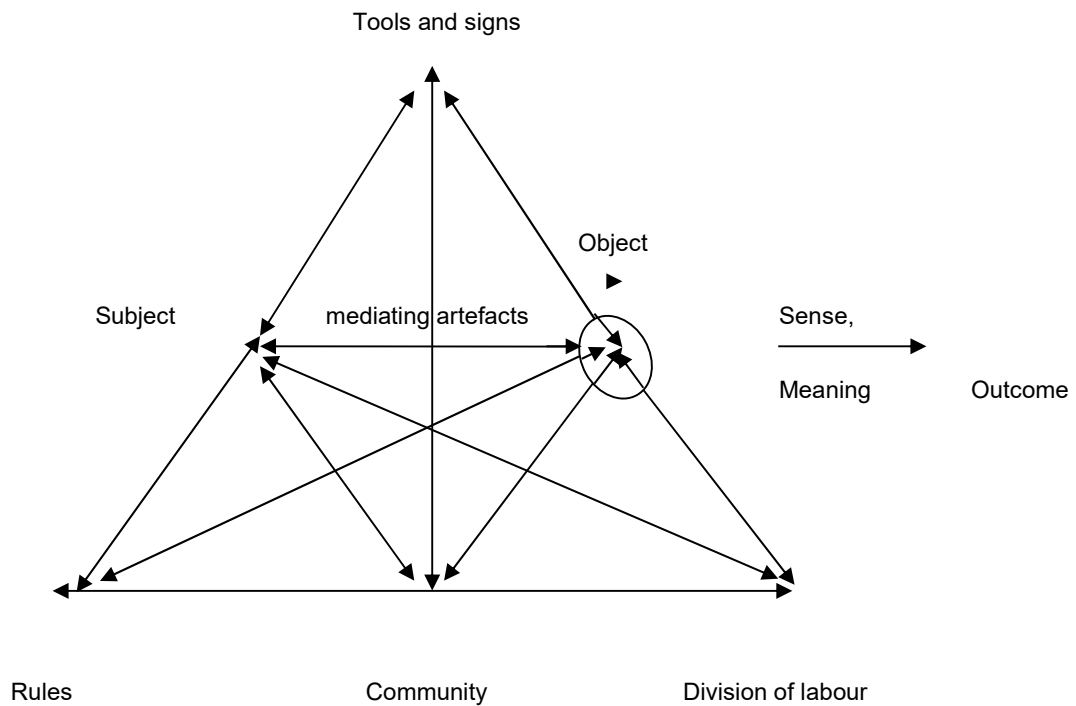 Tools and signs
Object
Subject
mediating artefacts
Sense,
Meaning
Outcome
Rules
Community
Division of labour